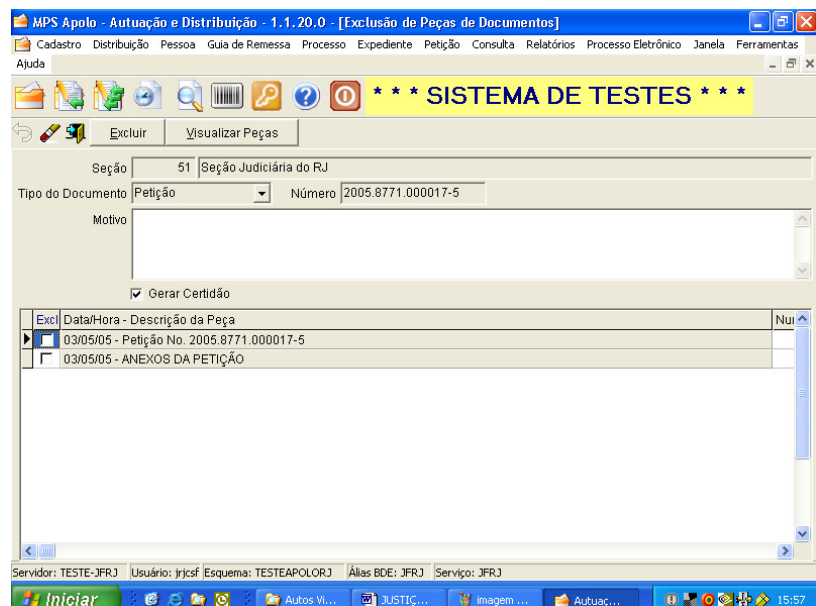 MPS Apolo - Autuação e Distribuição - 1.1.20.0 - [Exclusão de Peças de Documentos]
Cadastro Distribuição Pessoa Guia de Remessa Processo Expediente Petição Consulta Relatórios Processo Eletrônico Janela Ferramentas
Ajuda
* * * SISTEMA DE TESTES * * *
Excluir Visualizar Peças
Seção 51 Seção Judiciária do RJ
Tipo do Documento Petição Número 2005.8771.000017-5
Motivo
Gerar Certidão
Excl Data/Hora - Descrição da Peça Nu
03/05/05 - Petição No. 2005.8771.000017-5
03/05/05 - ANEXOS DA PETIÇÃO
Servidor: TESTE-JFRJ Usuário: jrjcsf Esquema: TESTEAPOLORJ Álias BDE: JFRJ Serviço: JFRJ
Iniciar Autos Vi... JUSTIÇ... imagem ... Autuaç... 15:57